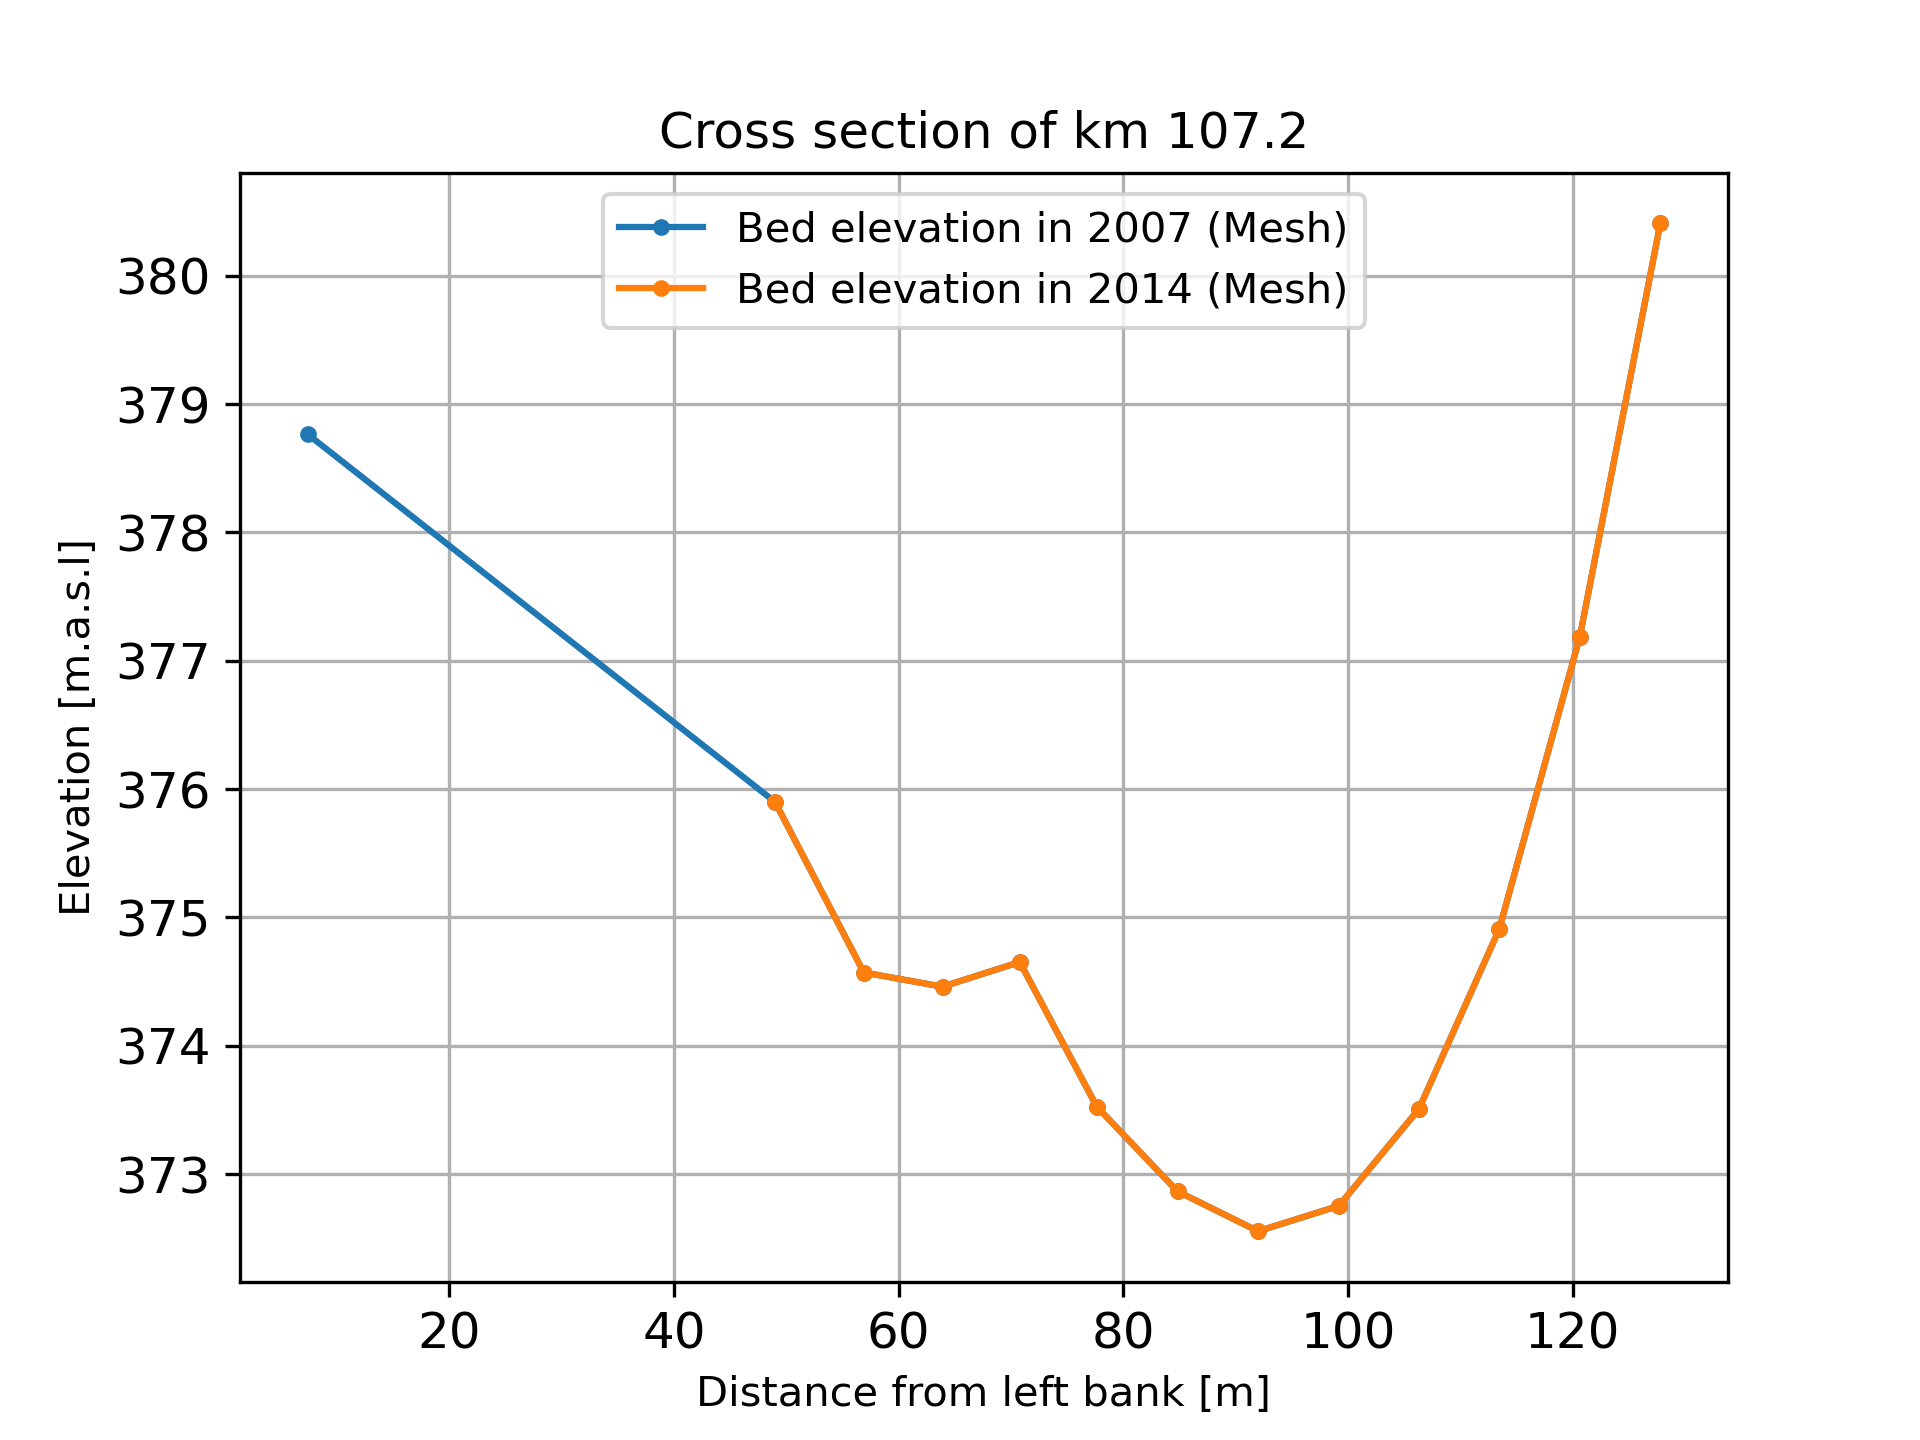 Cross section of km 107.2
Bed elevation in 2007 (Mesh)
Bed elevation in 2014 (Mesh)
380
379
378
377
376
375
374
373
Elevation [m.a.s.l]
20 40 60 80 100 120
Distance from left bank [m]